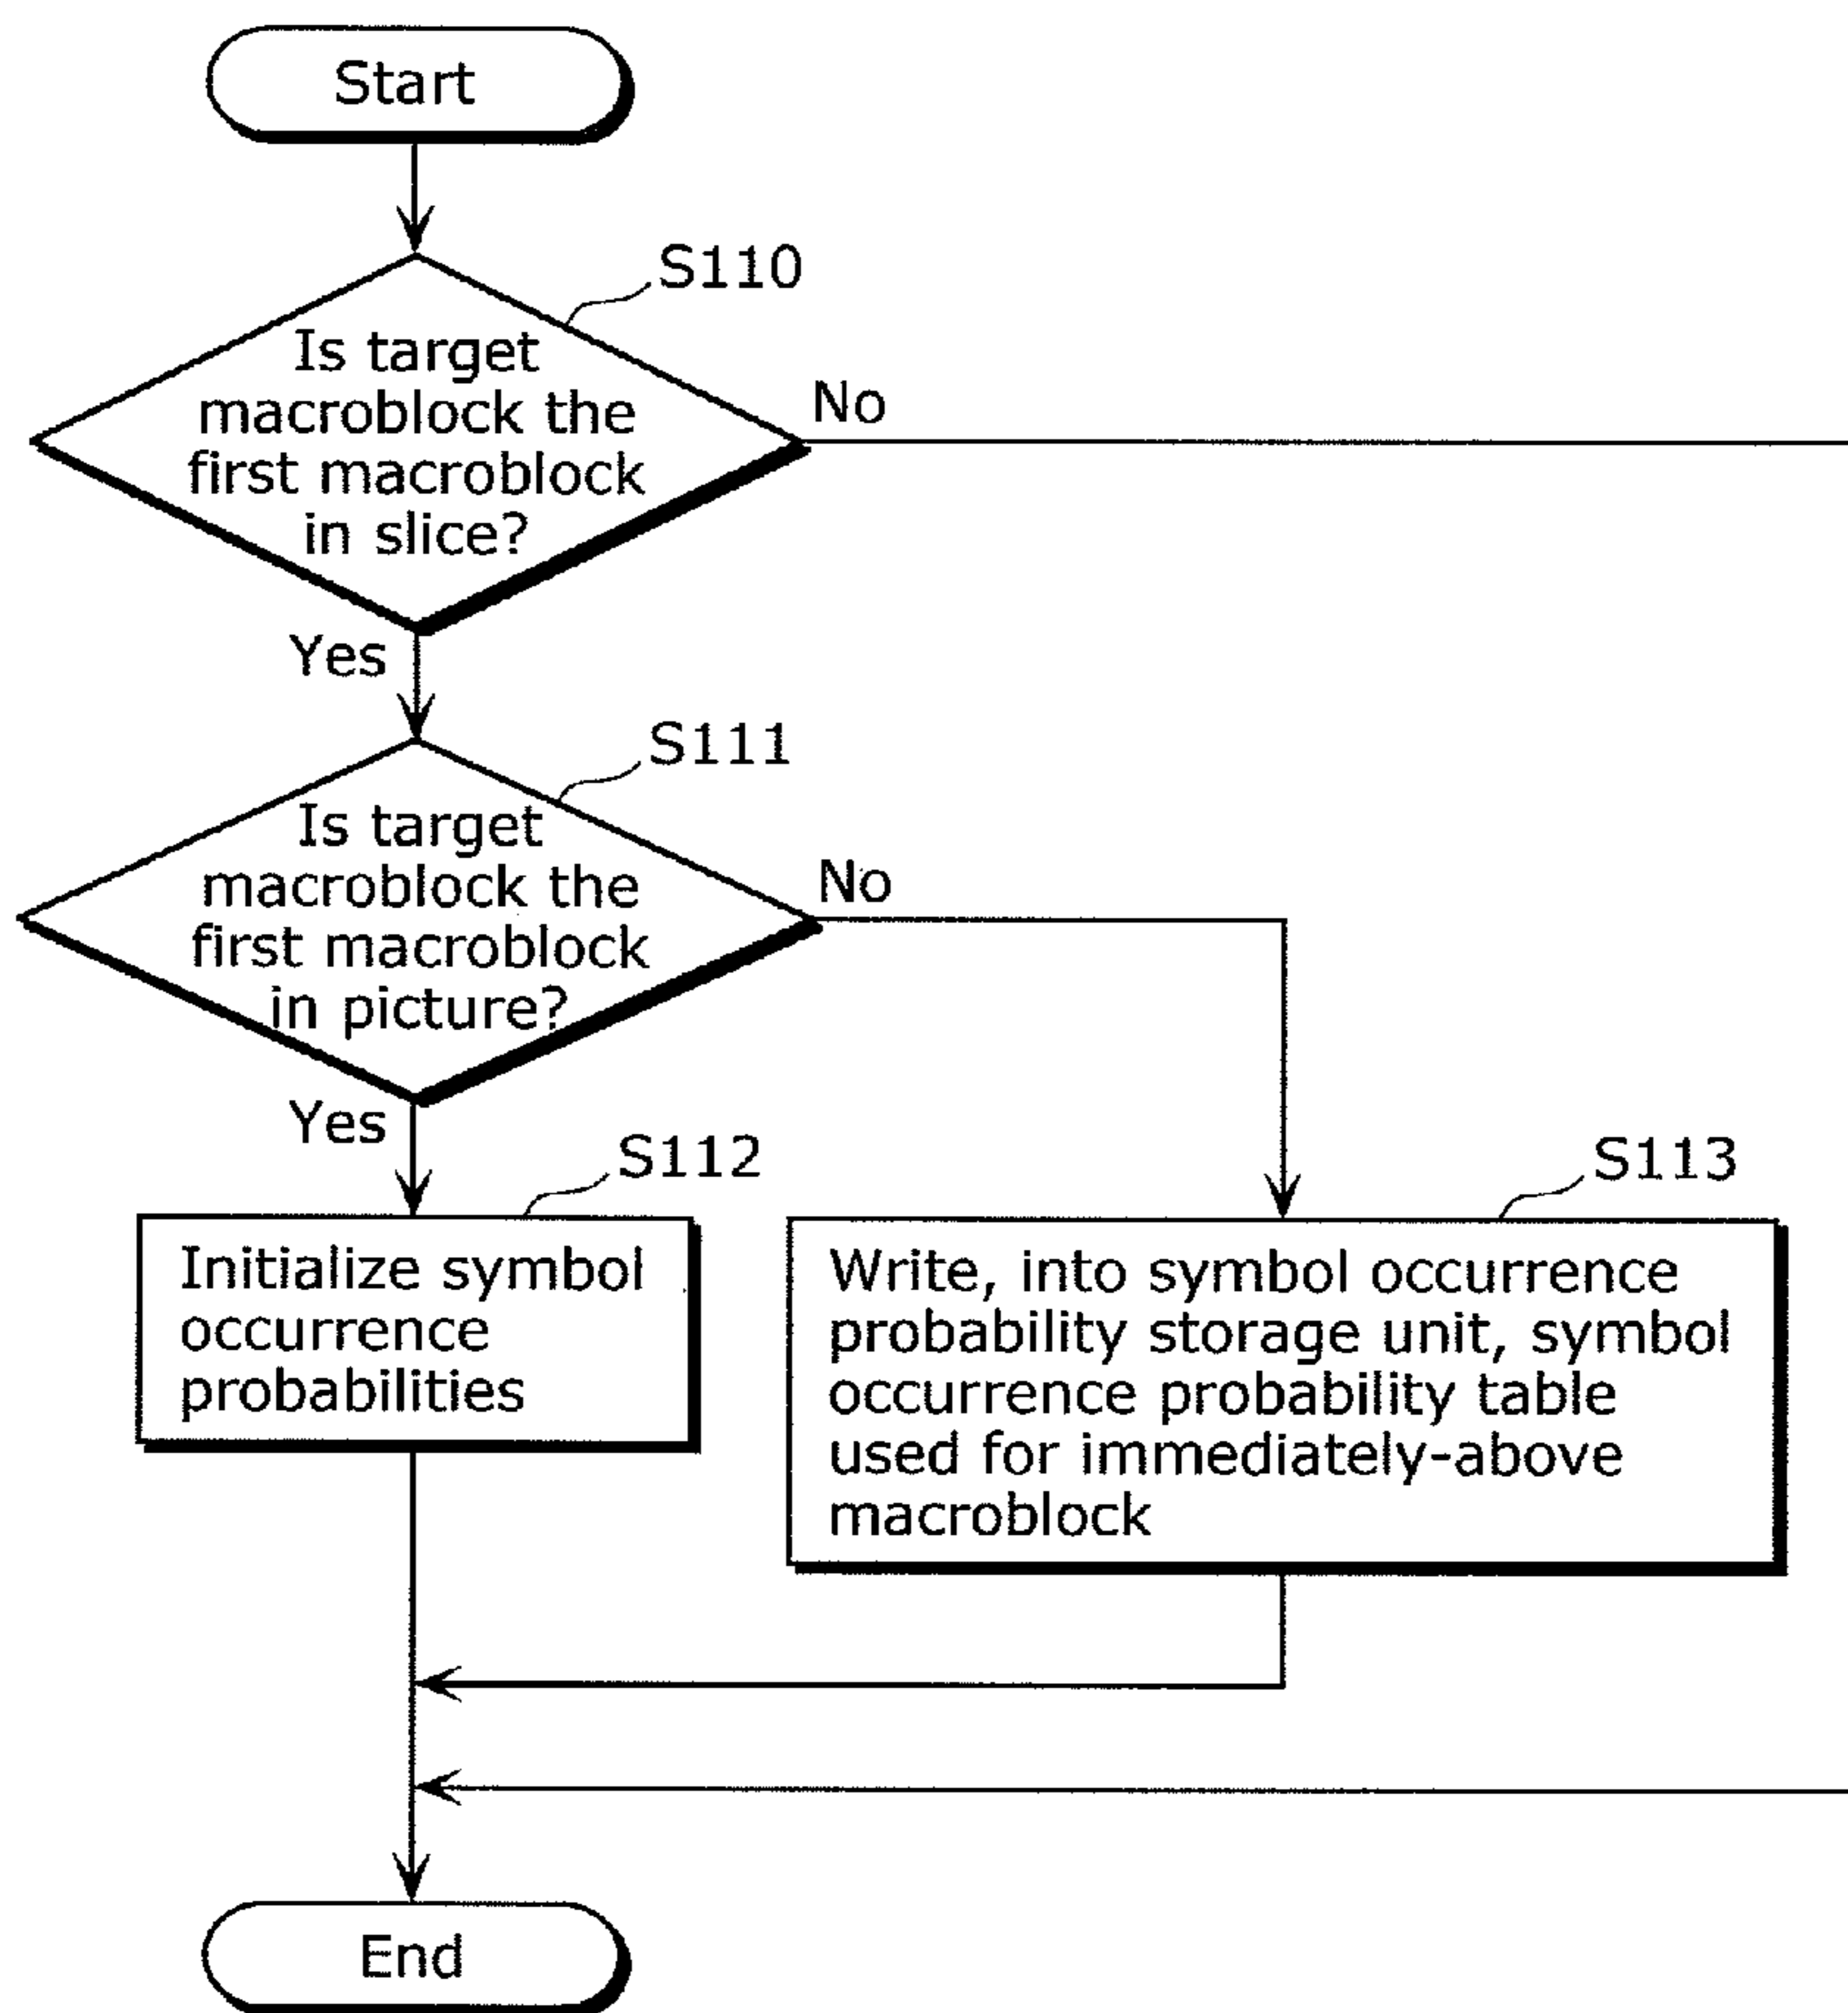 Start
S110
Is target
macroblock the
first macroblock
in slice?
No
Yes
S111
Is target
macroblock the
first macroblock
in picture?
No
Yes
S112
Initialize symbol
occurrence
probabilities
S113
Write, into symbol occurrence
probability storage unit, symbol
occurrence probability table
used for immediately-above
macroblock
End